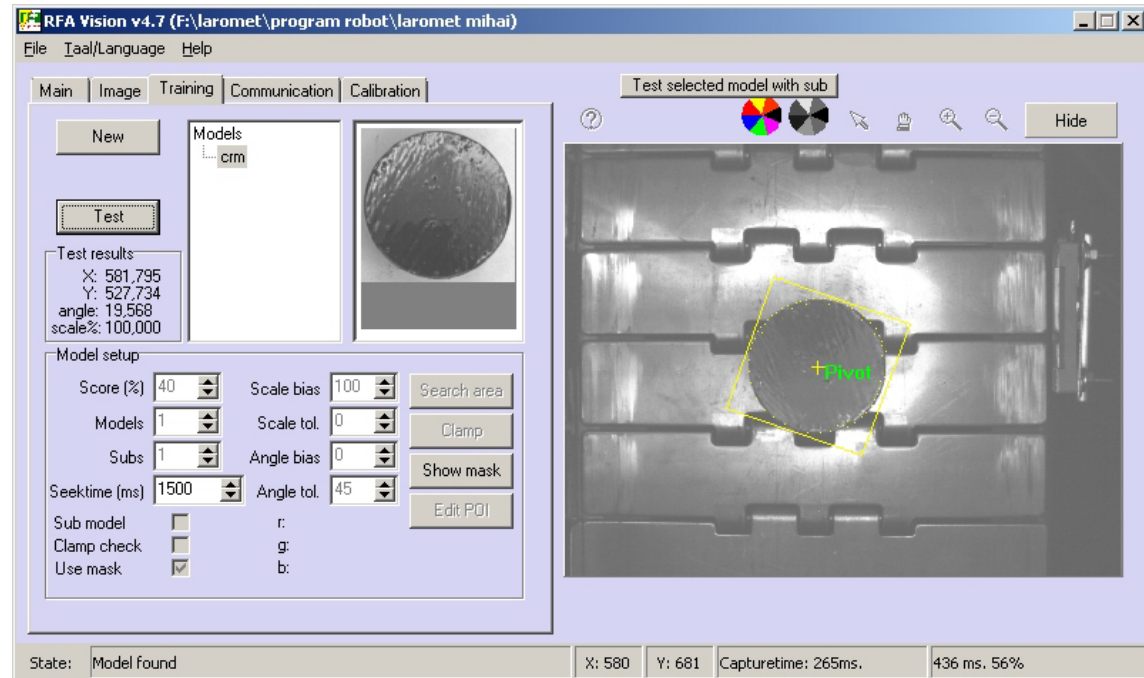 RFA Vision v4.7 (F:\laromet\program robot\laromet mihai)
File Taal/Language Help
Main Image Training Communication Calibration
Test selected model with sub
New
Models
crm
Hide
Test
Test results
X: 581,795
Y: 527,734
angle: 19,568
scale%: 100,000
Pivot
Model setup
Score (%) 40 Scale bias 100 Search area
Models 1 Scale tol. 0 Clamp
Subs 1 Angle bias 0 Show mask
Seektime (ms) 1500 Angle tol. 45 Edit POI
Sub model r:
Clamp check g:
Use mask b:
State: Model found X: 580 Y: 681 Capturetime: 265ms. 436 ms. 56%